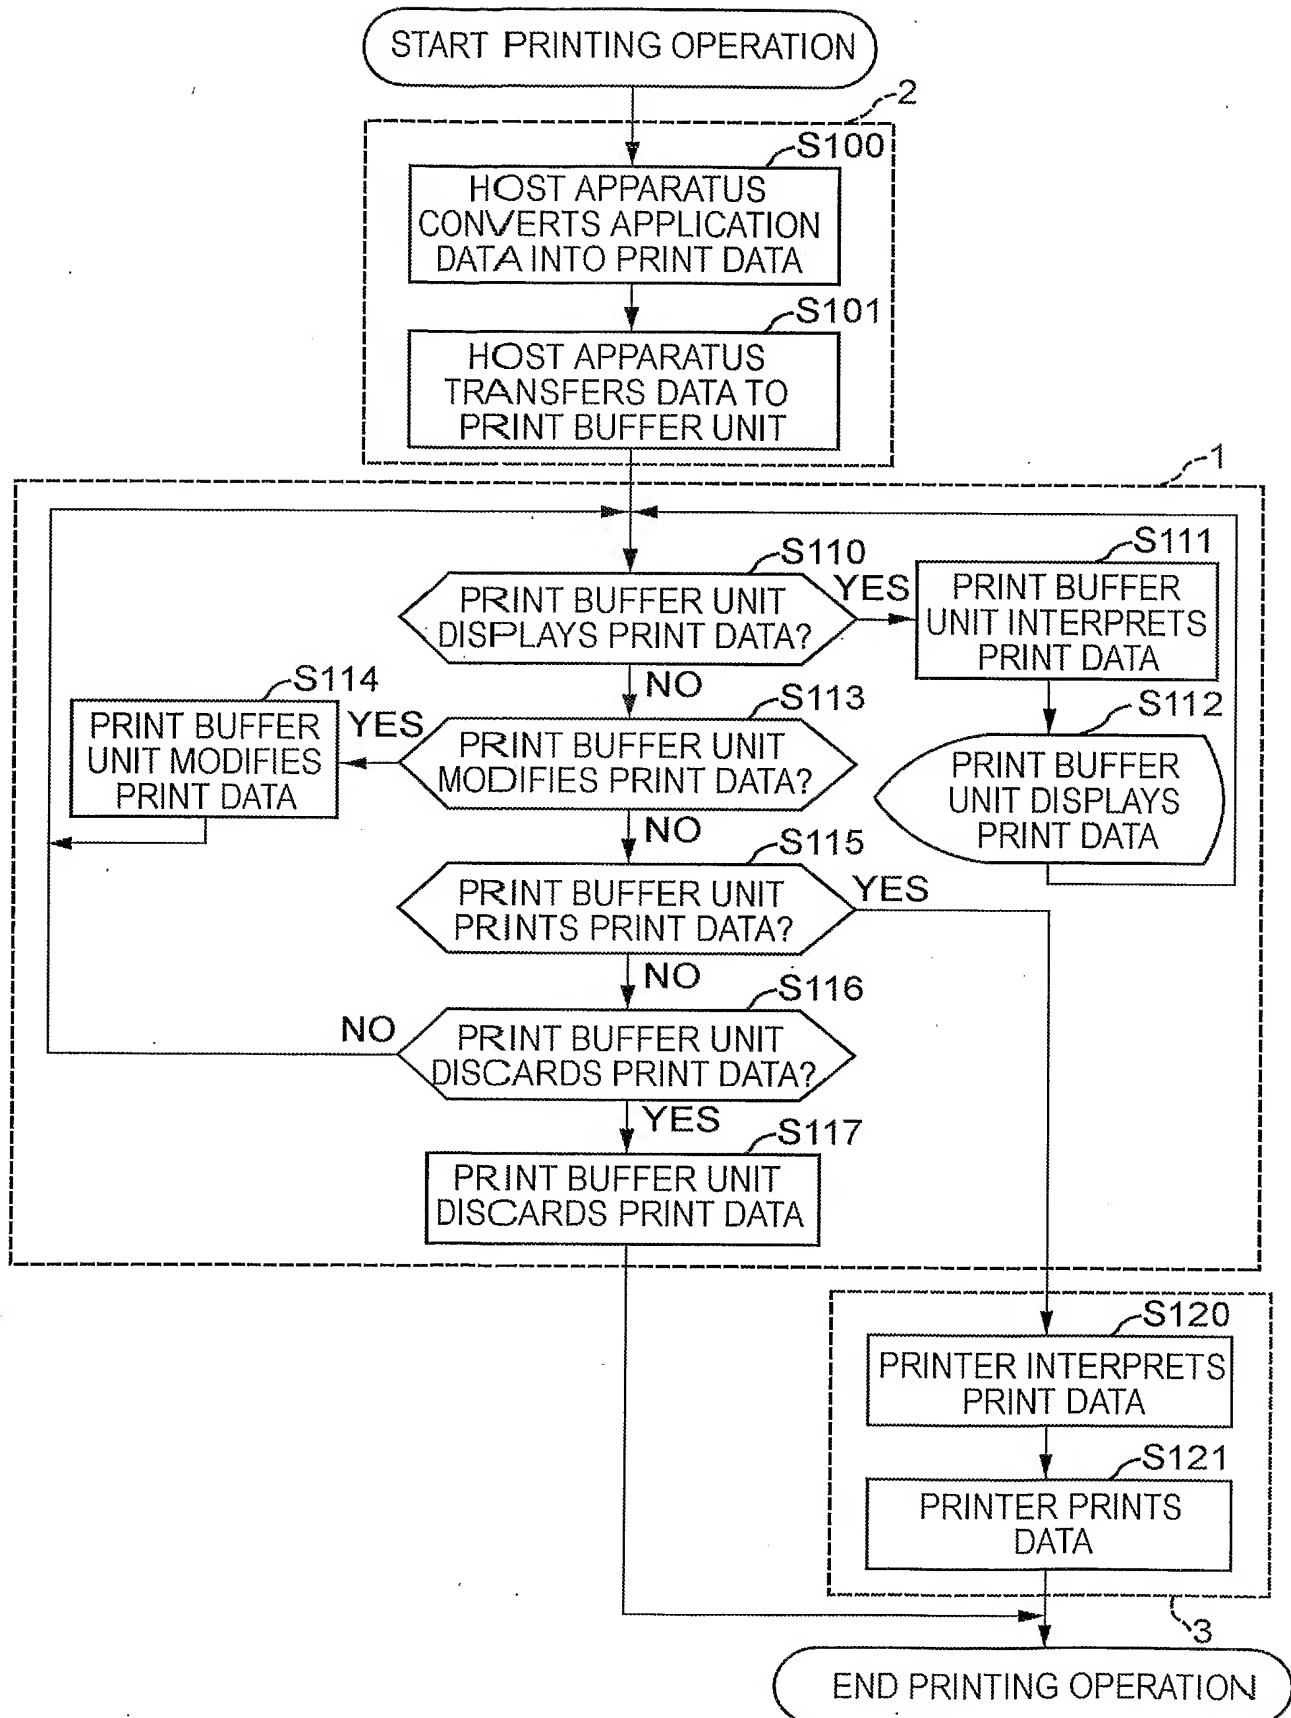 START PRINTING OPERATION
2
S100
HOST APPARATUS
CONVERTS APPLICATION
DATA INTO PRINT DATA
S101
HOST APPARATUS
TRANSFERS DATA TO
PRINT BUFFER UNIT
1
S110
PRINT BUFFER UNIT
DISPLAYS PRINT DATA?
YES
S111
PRINT BUFFER
UNIT INTERPRETS
PRINT DATA
NO
S112
PRINT BUFFER
UNIT DISPLAYS
PRINT DATA
S113
PRINT BUFFER UNIT
MODIFIES PRINT DATA?
YES
S114
PRINT BUFFER
UNIT MODIFIES
PRINT DATA
NO
S115
PRINT BUFFER UNIT
PRINTS PRINT DATA?
YES
NO
S116
PRINT BUFFER UNIT
DISCARDS PRINT DATA?
NO
YES
S117
PRINT BUFFER UNIT
DISCARDS PRINT DATA
S120
PRINTER INTERPRETS
PRINT DATA
S121
PRINTER PRINTS
DATA
3
END PRINTING OPERATION